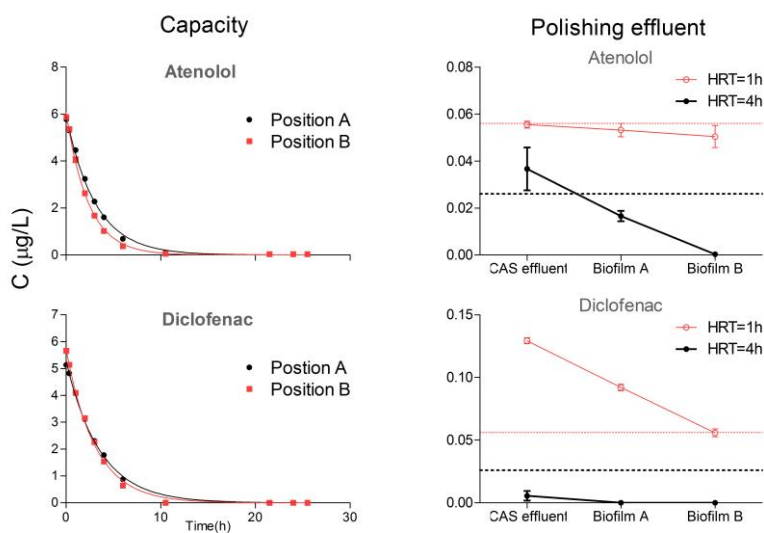 Capacity
Polishing effluent
Atenolol
8
6
4
2
0
Position A
Position B
Atenolol
0.08
0.06
0.04
0.02
0.00
HRT=1h
HRT=4h
CAS effluent
Biofilm A
Biofilm B
C (µg/L)
Diclofenac
7
6
5
4
3
2
1
0
Postion A
Position B
0
10
20
30
Time(h)
Diclofenac
0.15
0.10
0.05
0.00
HRT=1h
HRT=4h
CAS effluent
Biofilm A
Biofilm B